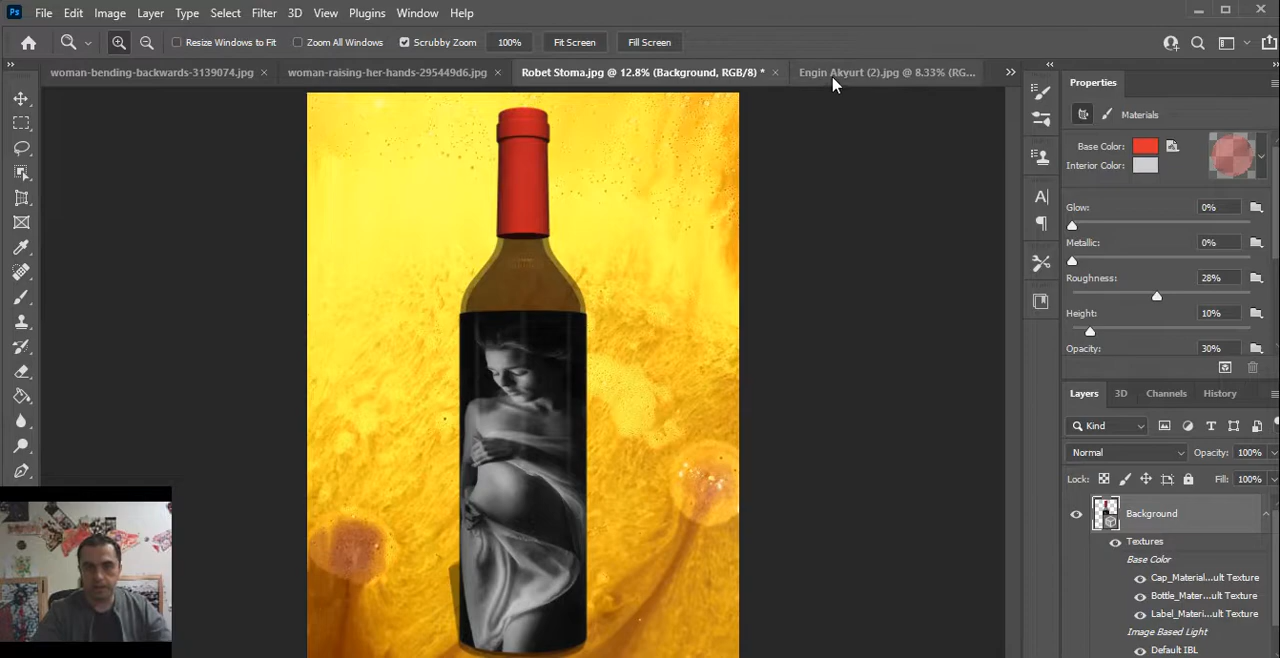 Ps File Edit Image Layer Type Select Filter 3D View Plugins Window Help
Resize Windows to Fit Zoom All Windows Scrubby Zoom 100% Fit Screen Fill Screen
woman-bending-backwards-3139074.jpg × woman-raising-her-hands-295449d6.jpg × Robet Stoma.jpg @ 12.8% (Background, RGB/8) * × Engin Akyurt (2).jpg @ 8.33% (RG... »
Properties
Materials
Base Color:
Interior Color:
Glow: 0%
Metallic: 0%
Roughness: 28%
Height: 10%
Opacity: 30%
Layers 3D Channels History
Kind
Normal Opacity: 100%
Lock: Fill: 100%
Background
Textures
Base Color
Cap_Material...ult Texture
Bottle_Mater...ult Texture
Label_Materi...ult Texture
Image Based Light
Default IBL